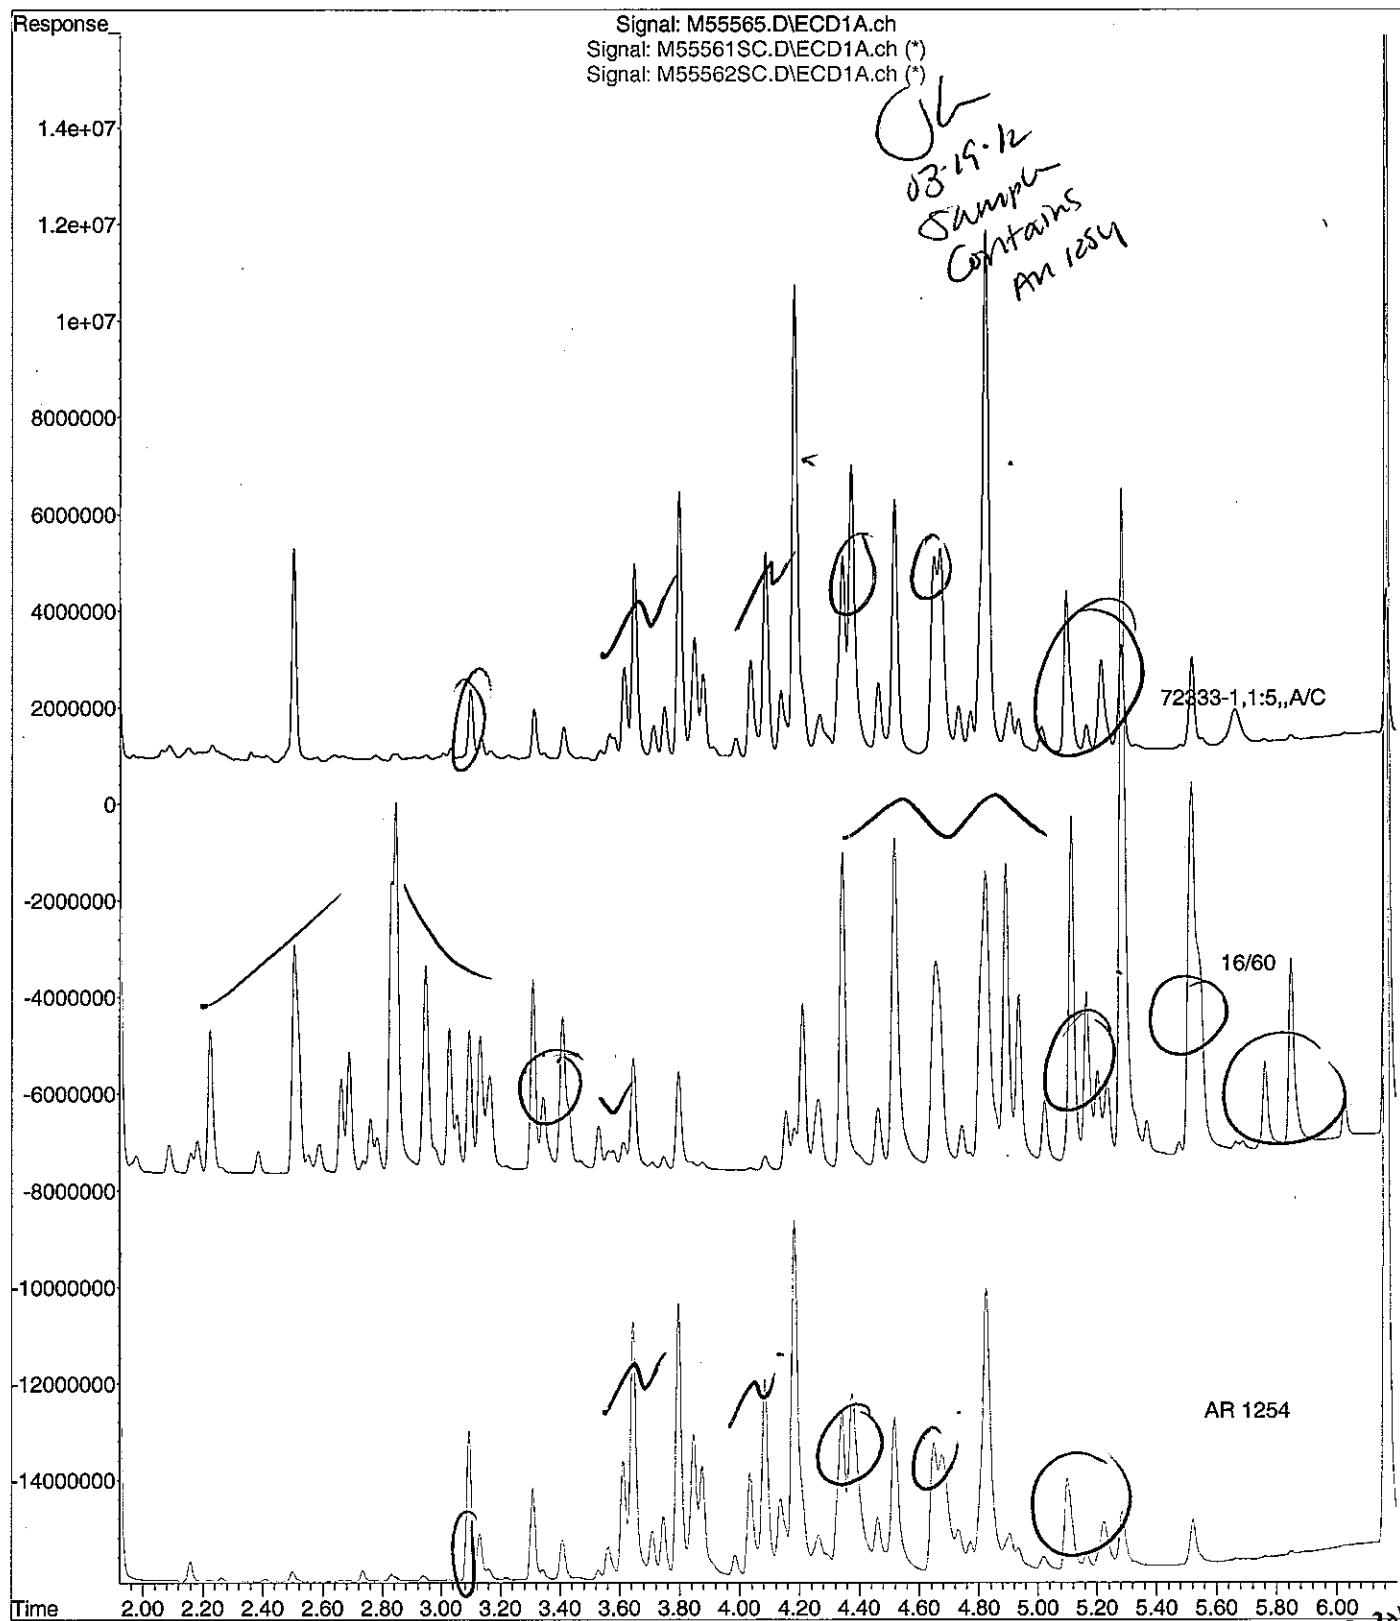 Response_
Signal: M55565.D\ECD1A.ch
Signal: M55561SC.D\ECD1A.ch (*)
Signal: M55562SC.D\ECD1A.ch (*)
03-19-12
Sample
Contains
AR 1254
1.4e+07
1.2e+07
1e+07
8000000
6000000
4000000
2000000
72333-1,1:5,,A/C
0
-2000000
16/60
-4000000
-6000000
-8000000
-10000000
-12000000
AR 1254
-14000000
Time 2.00 2.20 2.40 2.60 2.80 3.00 3.20 3.40 3.60 3.80 4.00 4.20 4.40 4.60 4.80 5.00 5.20 5.40 5.60 5.80 6.00